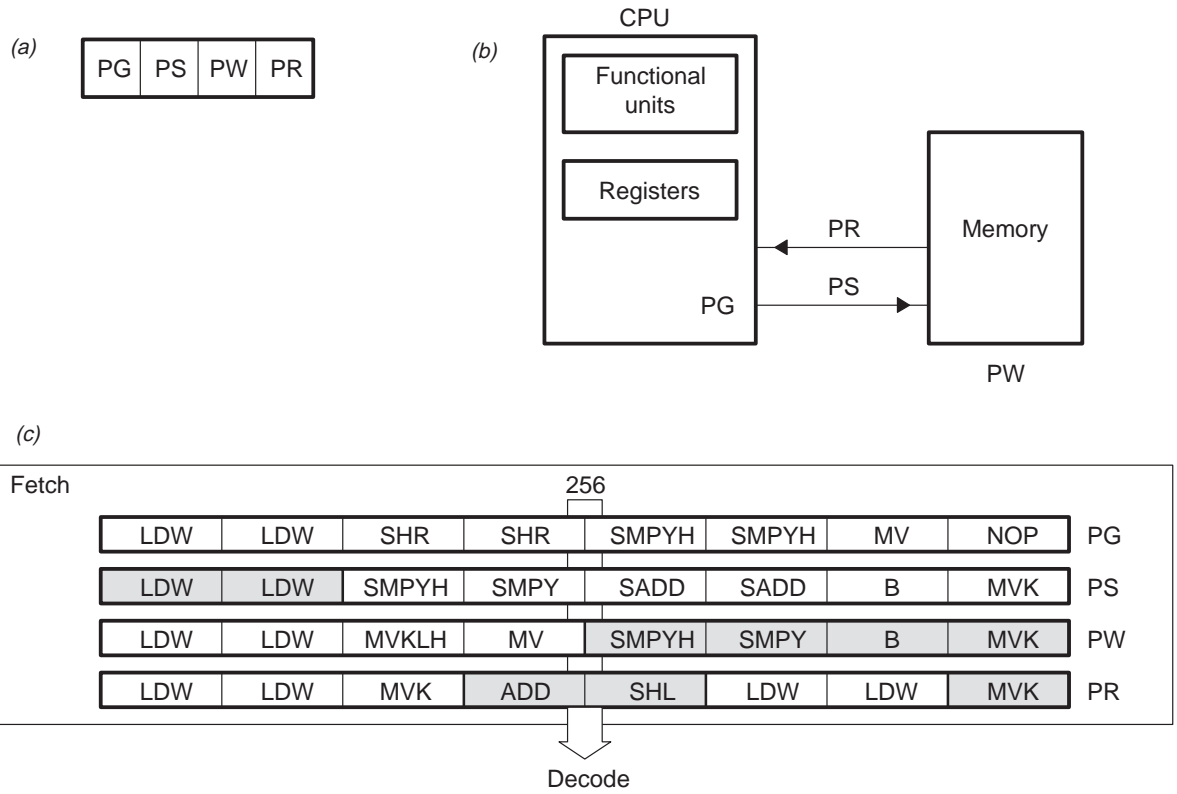 (a)
PG PS PW PR
(b)
CPU
Functional
units
Registers
PR
PS
PG
Memory
PW
(c)
Fetch
256
LDW LDW SHR SHR SMPYH SMPYH MV NOP PG
LDW LDW SMPYH SMPY SADD SADD B MVK PS
LDW LDW MVKLH MV SMPYH SMPY B MVK PW
LDW LDW MVK ADD SHL LDW LDW MVK PR
Decode